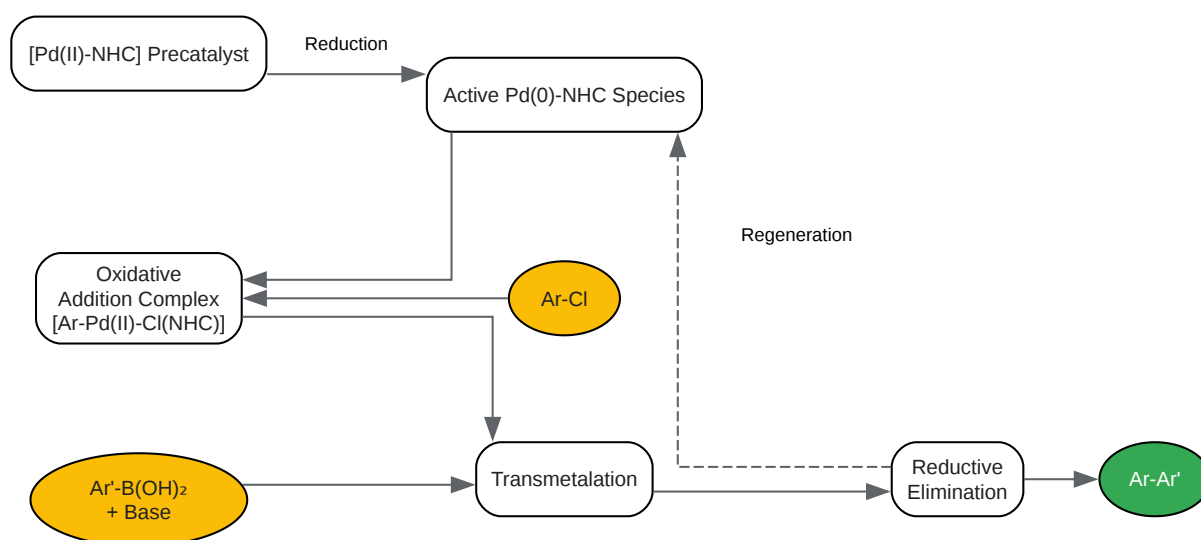 [Pd(II)-NHC] Precatalyst
Reduction
Active Pd(0)-NHC Species
Regeneration
Oxidative
Addition Complex
[Ar-Pd(II)-Cl(NHC)]
Ar-Cl
Ar'-B(OH)₂
+ Base
Transmetalation
Reductive
Elimination
Ar-Ar'